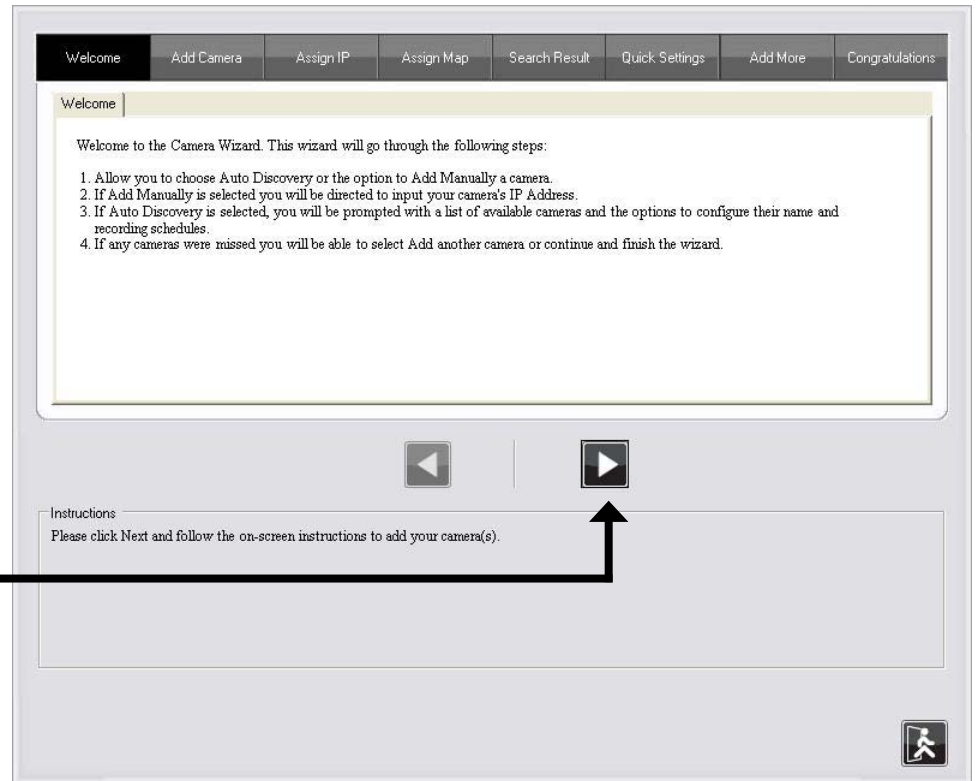 Welcome Add Camera Assign IP Assign Map Search Result Quick Settings Add More Congratulations
Welcome
Welcome to the Camera Wizard. This wizard will go through the following steps:
1. Allow you to choose Auto Discovery or the option to Add Manually a camera.
2. If Add Manually is selected you will be directed to input your camera's IP Address.
3. If Auto Discovery is selected, you will be prompted with a list of available cameras and the options to configure their name and
recording schedules.
4. If any cameras were missed you will be able to select Add another camera or continue and finish the wizard.
Instructions
Please click Next and follow the on-screen instructions to add your camera(s).